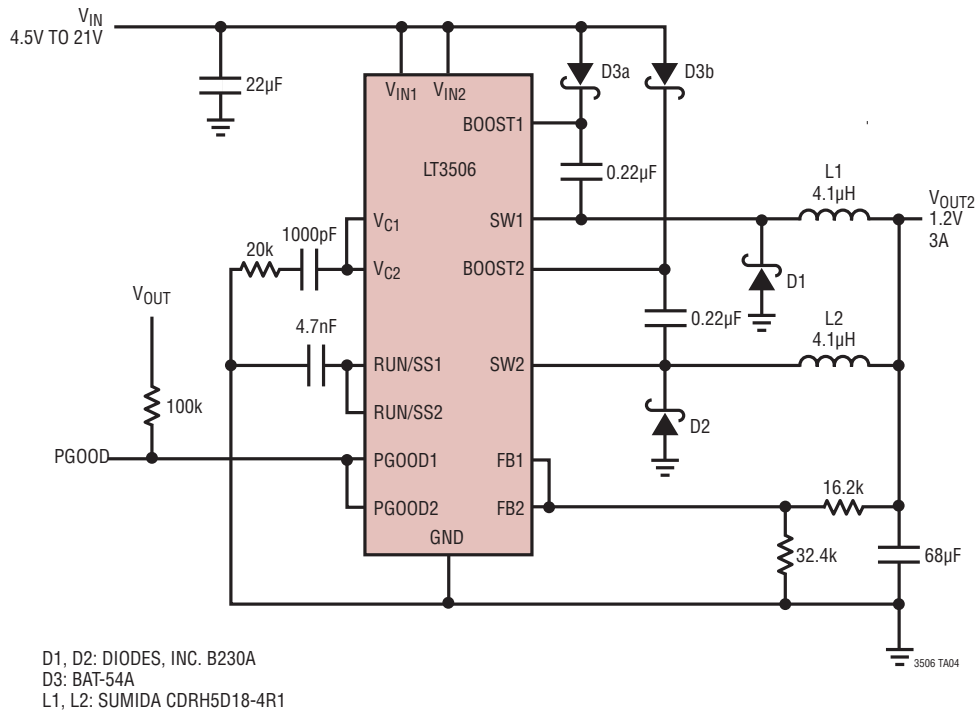 VIN
4.5V TO 21V
22µF
VIN1
VIN2
D3a
D3b
BOOST1
LT3506
0.22µF
L1
4.1µH
VOUT2
1.2V
3A
VC1
SW1
1000pF
20k
VC2
BOOST2
D1
VOUT
4.7nF
0.22µF
L2
4.1µH
RUN/SS1
SW2
100k
RUN/SS2
D2
PGOOD
PGOOD1
FB1
16.2k
PGOOD2
FB2
GND
32.4k
68µF
3506 TA04
D1, D2: DIODES, INC. B230A
D3: BAT-54A
L1, L2: SUMIDA CDRH5D18-4R1